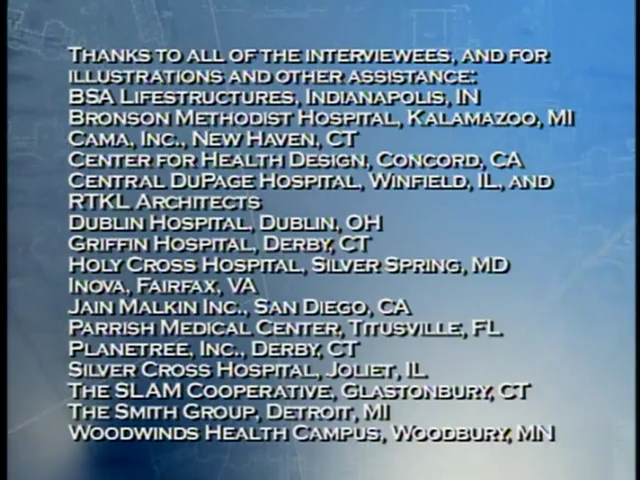 THANKS TO ALL OF THE INTERVIEWEES, AND FOR
ILLUSTRATIONS AND OTHER ASSISTANCE:
BSA LIFESTRUCTURES, INDIANAPOLIS, IN
BRONSON METHODIST HOSPITAL, KALAMAZOO, MI
CAMA, INC., NEW HAVEN, CT
CENTER FOR HEALTH DESIGN, CONCORD, CA
CENTRAL DUPAGE HOSPITAL, WINFIELD, IL, AND
RTKL ARCHITECTS
DUBLIN HOSPITAL, DUBLIN, OH
GRIFFIN HOSPITAL, DERBY, CT
HOLY CROSS HOSPITAL, SILVER SPRING, MD
INOVA, FAIRFAX, VA
JAIN MALKIN INC., SAN DIEGO, CA
PARRISH MEDICAL CENTER, TITUSVILLE, FL
PLANETREE, INC., DERBY, CT
SILVER CROSS HOSPITAL, JOLIET, IL
THE SLAM COOPERATIVE, GLASTONBURY, CT
THE SMITH GROUP, DETROIT, MI
WOODWINDS HEALTH CAMPUS, WOODBURY, MN